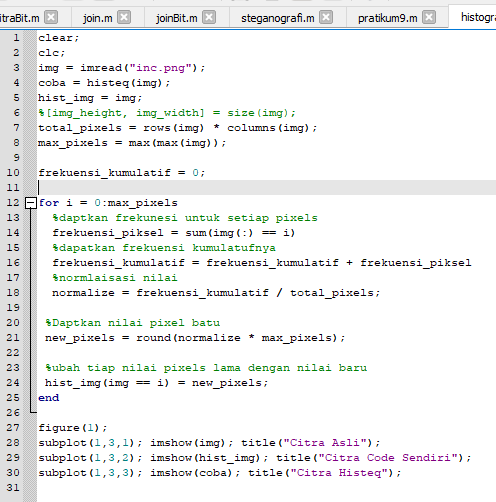 itraBit.m join.m joinBit.m steganografi.m pratikum9.m histogra
1 clear;
2 clc;
3 img = imread("inc.png");
4 coba = histeq(img);
5 hist_img = img;
6 %[img_height, img_width] = size(img);
7 total_pixels = rows(img) * columns(img);
8 max_pixels = max(max(img));
9
10 frekuensi_kumulatif = 0;
11
12 for i = 0:max_pixels
13 %daptkan frekunesi untuk setiap pixels
14 frekuensi_piksel = sum(img(:) == i)
15 %dapatkan frekuensi kumulatufnya
16 frekuensi_kumulatif = frekuensi_kumulatif + frekuensi_piksel
17 %normlaisasi nilai
18 normalize = frekuensi_kumulatif / total_pixels;
19
20 %Daptkan nilai pixel batu
21 new_pixels = round(normalize * max_pixels);
22
23 %ubah tiap nilai pixels lama dengan nilai baru
24 hist_img(img == i) = new_pixels;
25 end
26
27 figure(1);
28 subplot(1,3,1); imshow(img); title("Citra Asli");
29 subplot(1,3,2); imshow(hist_img); title("Citra Code Sendiri");
30 subplot(1,3,3); imshow(coba); title("Citra Histeq");
31